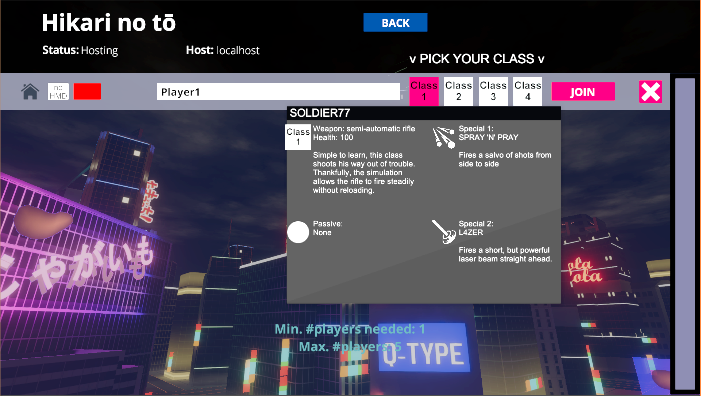 Hikari no tō
BACK
Status: Hosting
Host: localhost
v PICK YOUR CLASS v
no
HMD
Player1
Class
1
Class
2
Class
3
Class
4
JOIN
SOLDIER77
Class
1
Weapon: semi-automatic rifle
Health: 100
Simple to learn, this class
shoots his way out of trouble.
Thankfully, the simulation
allows the rifle to fire steadily
without reloading.
Special 1:
SPRAY 'N' PRAY
Fires a salvo of shots from
side to side
Passive:
None
Special 2:
L4ZER
Fires a short, but powerful
laser beam straight ahead.
じゃがいも
ola
ola
Min. #players needed: 1
Max. #players: 5
Q-TYPE